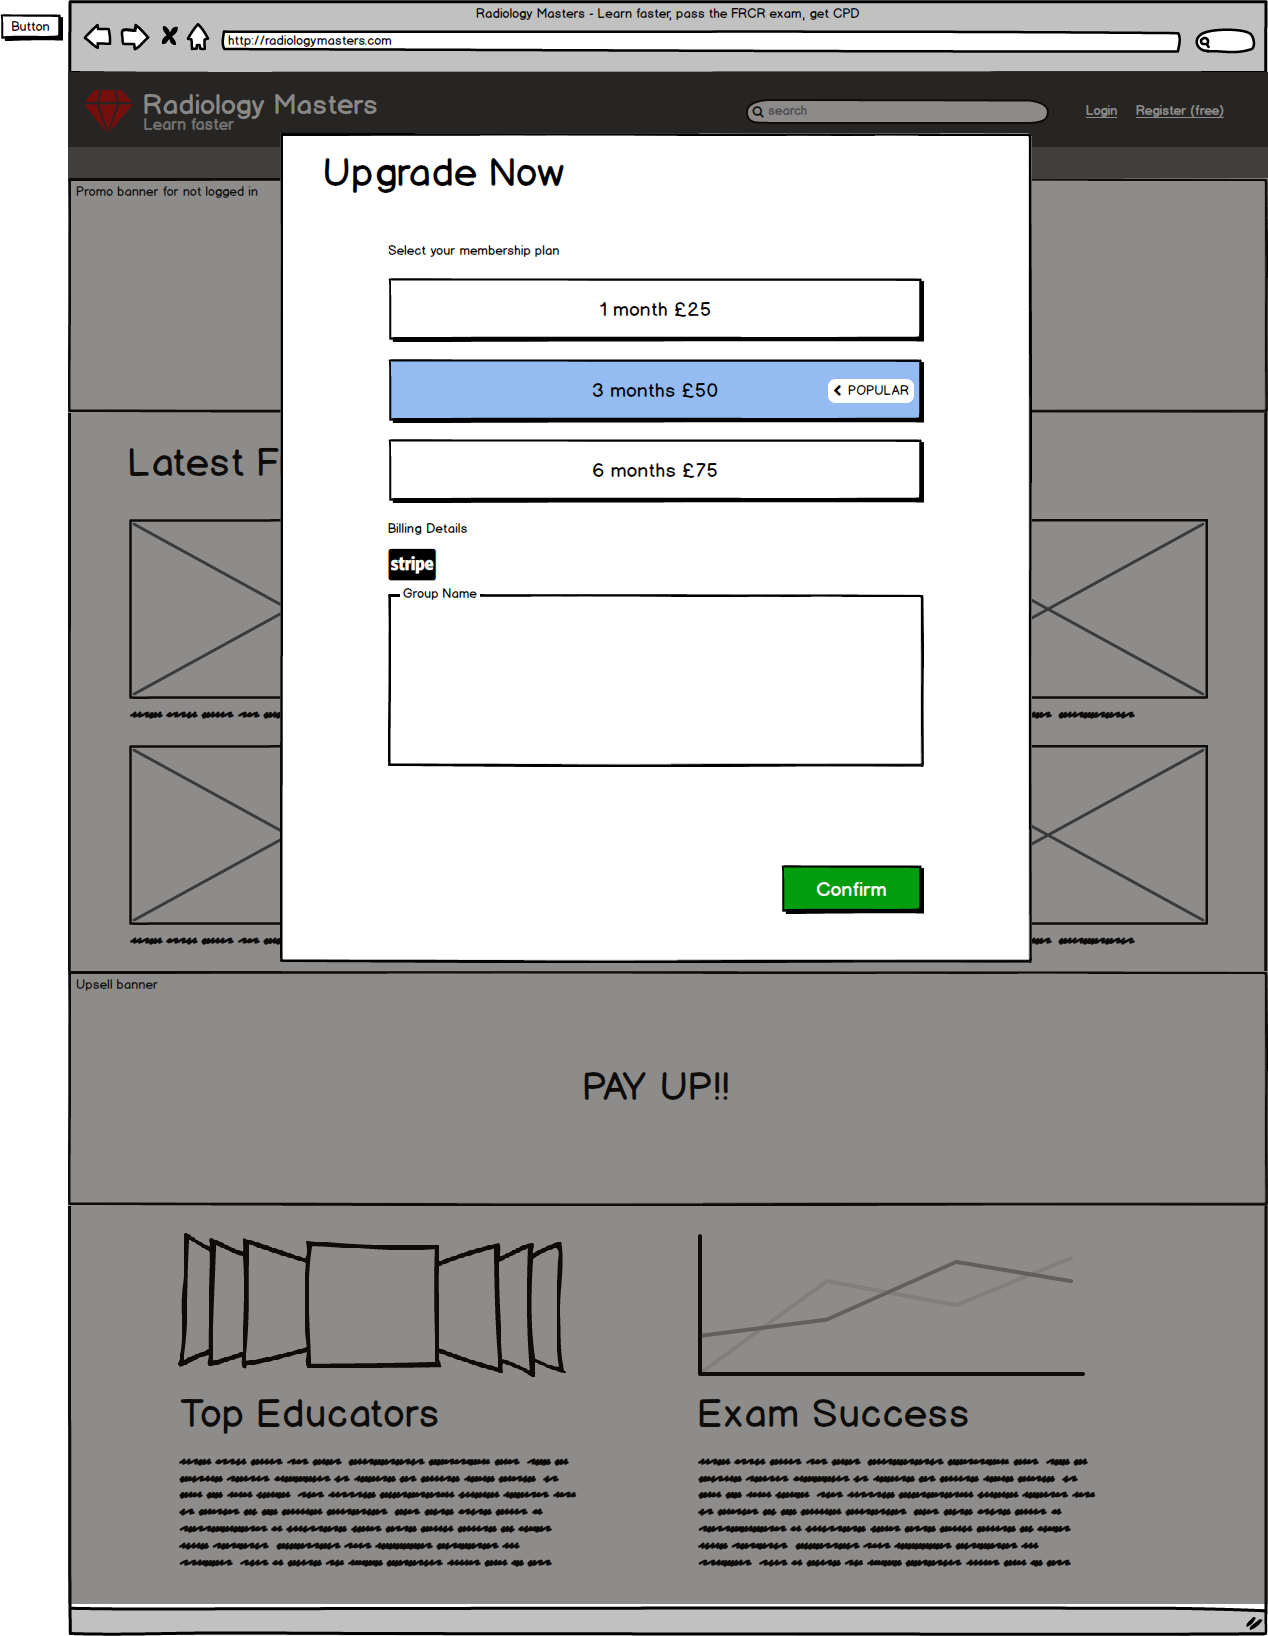 Button
Radiology Masters - Learn faster, pass the FRCR exam, get CPD
http://radiologymasters.com
Radiology Masters
Learn faster
search
Login
Register (free)
Promo banner for not logged in
Upgrade Now
Select your membership plan
1 month £25
3 months £50
POPULAR
6 months £75
Latest F
Billing Details
stripe
Group Name
Confirm
Upsell banner
PAY UP!!
Top Educators
Exam Success